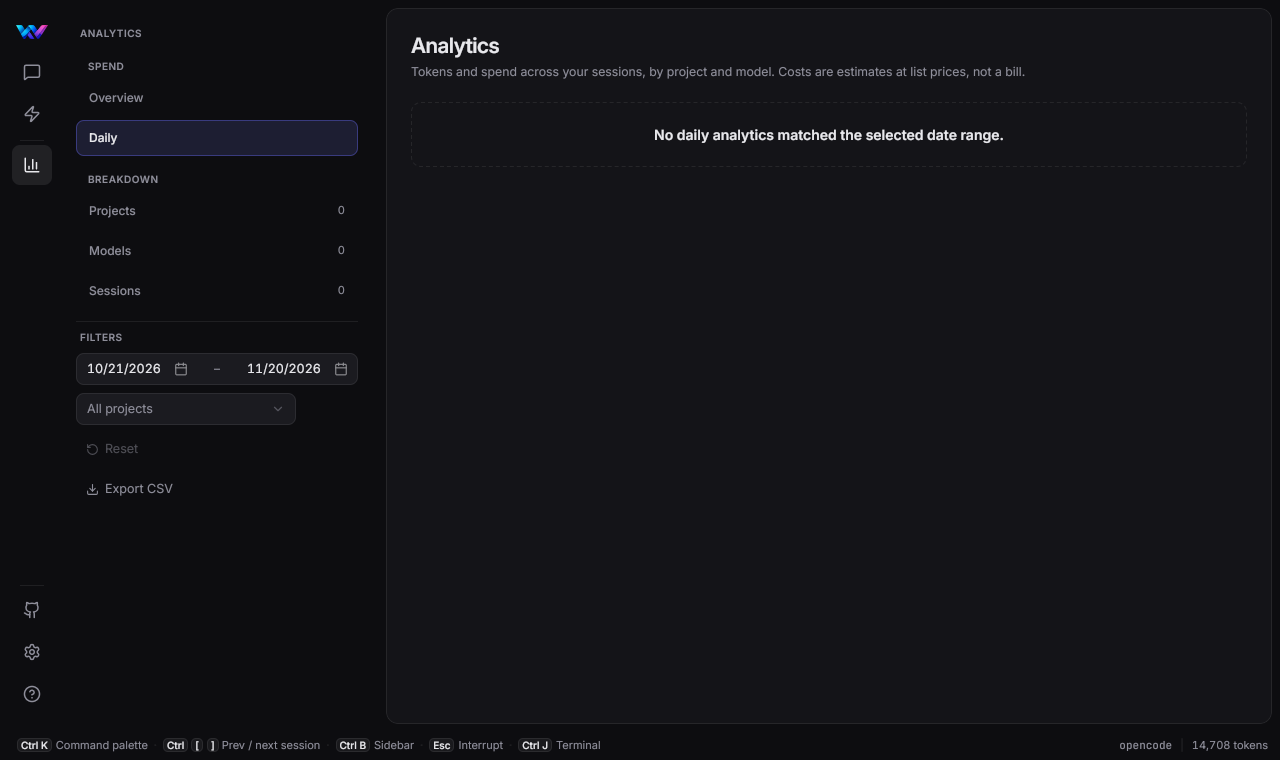 ANALYTICS
SPEND
Overview
Daily
BREAKDOWN
Projects 0
Models 0
Sessions 0
FILTERS
10/21/2026 – 11/20/2026
All projects
Reset
Export CSV
Analytics
Tokens and spend across your sessions, by project and model. Costs are estimates at list prices, not a bill.
No daily analytics matched the selected date range.
Ctrl K Command palette · Ctrl [ ] Prev / next session · Ctrl B Sidebar · Esc Interrupt · Ctrl J Terminal
opencode 14,708 tokens